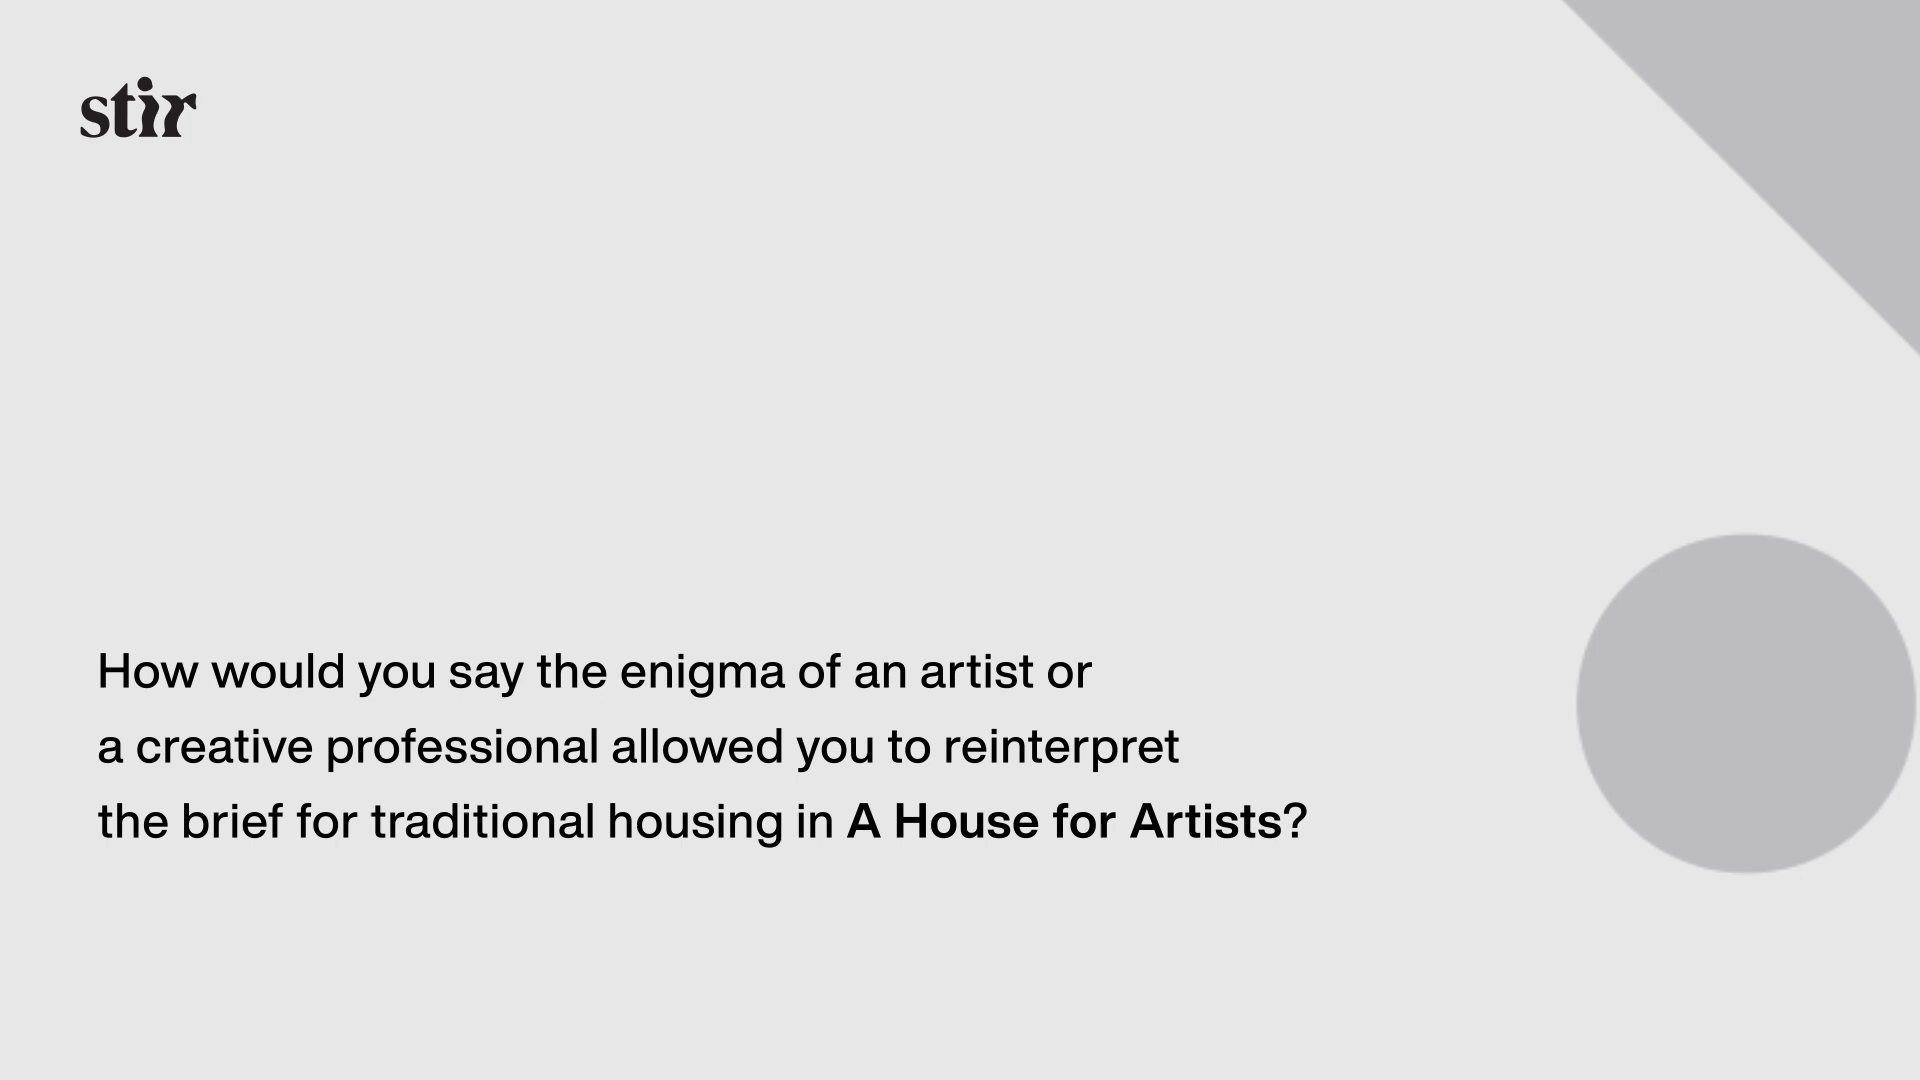 stir
How would you say the enigma of an artist or
a creative professional allowed you to reinterpret
the brief for traditional housing in A House for Artists?